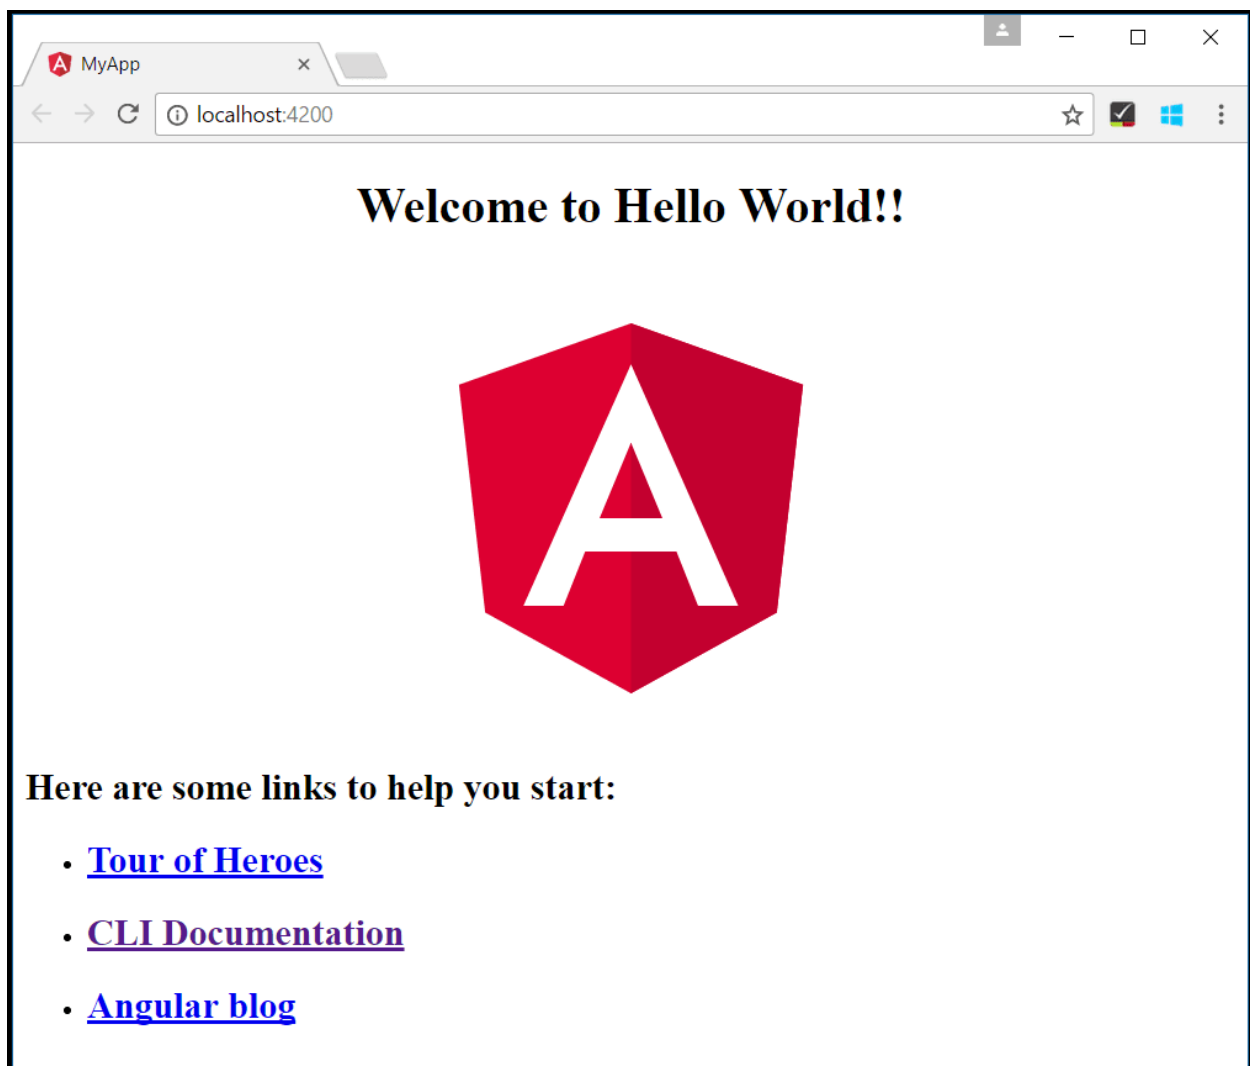 MyApp
localhost:4200
Welcome to Hello World!!
A
Here are some links to help you start:
Tour of Heroes
CLI Documentation
Angular blog